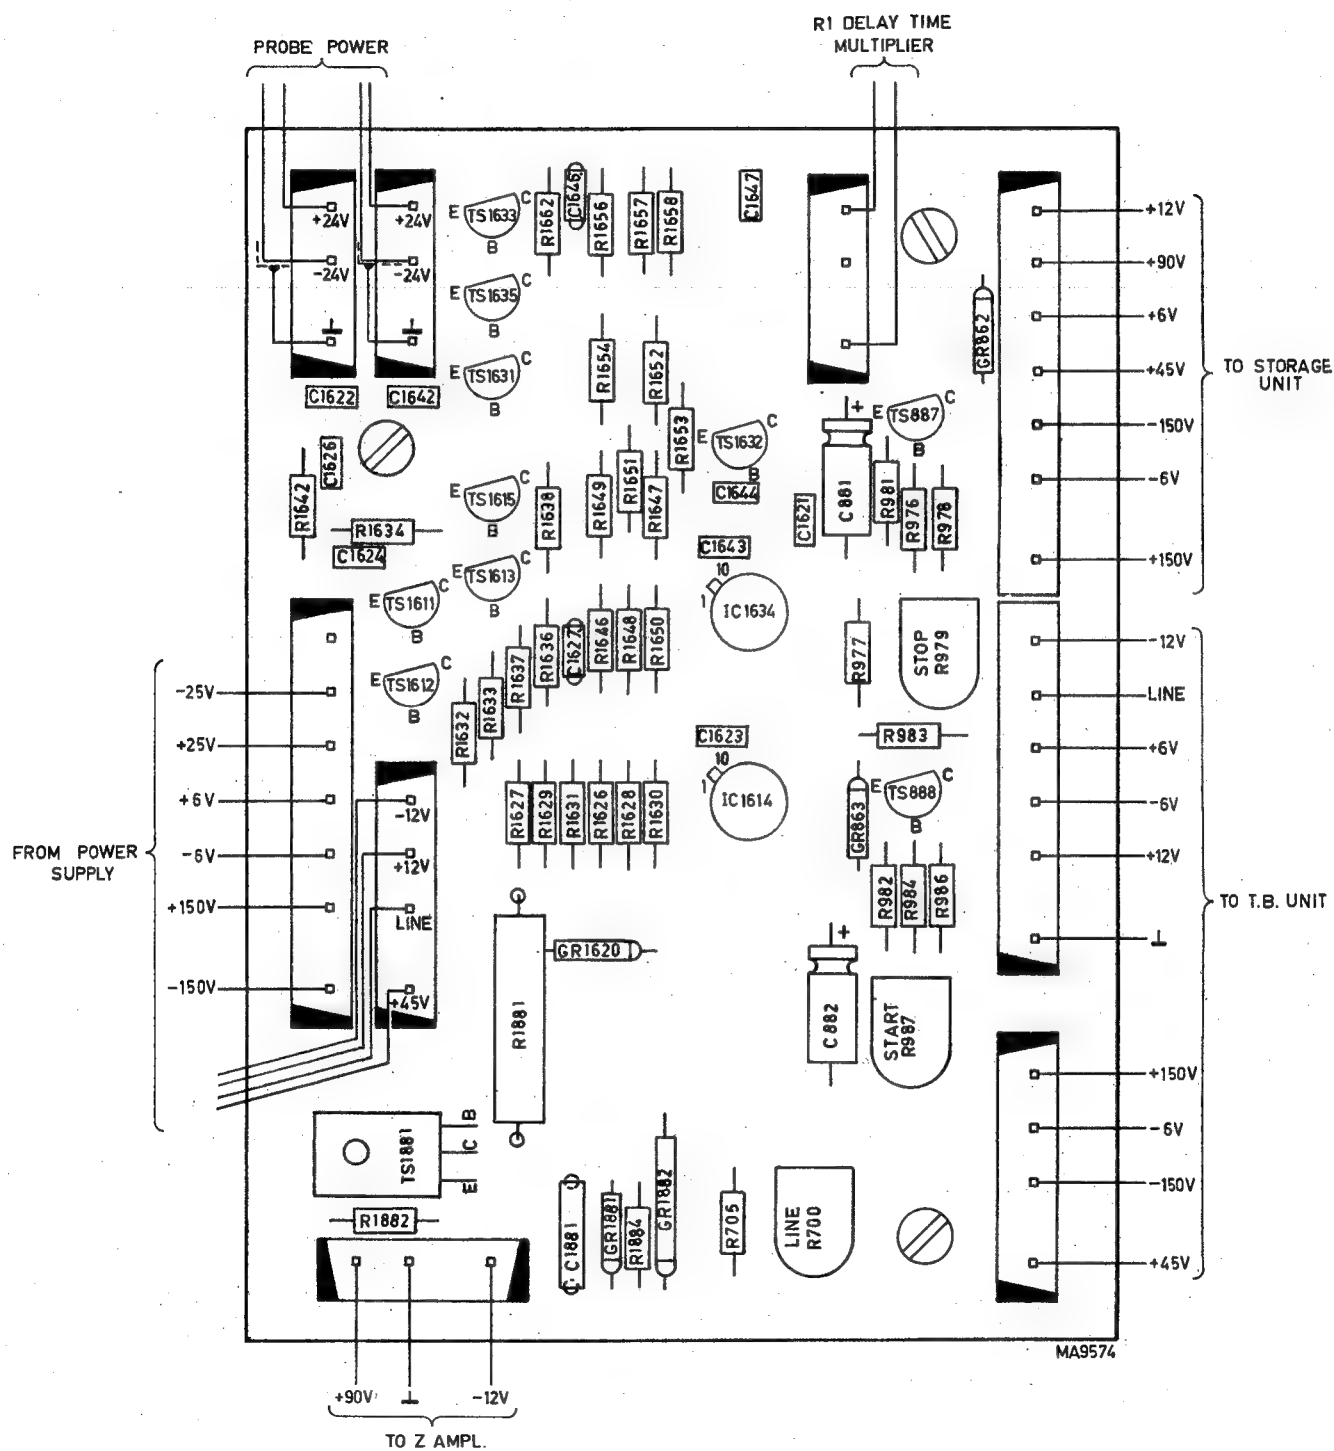 R1 DELAY TIME
MULTIPLIER
PROBE POWER
+24V
-24V
+24V
-24V
C1622
C1642
E TS1633 C
B
E TS1635 C
B
E TS1631 C
B
R1662
C1646
R1656
R1657
R1658
C1647
R1654
R1652
R1653
E TS1632 C
B
C1644
GR862
+12V
+90V
+6V
+45V
-150V
-6V
+150V
TO STORAGE
UNIT
E TS887 C
B
+
C881
R981
R976
R978
C1621
C1626
R1642
R1634
C1624
E TS1615 C
B
R1638
R1649
R1651
R1647
C1643
10
1
IC1634
E TS1613 C
B
E TS1611 C
B
E TS1612 C
B
R1632
R1633
R1637
R1636
C1627
R1646
R1648
R1650
R977
STOP
R979
R983
C1623
10
1
IC1614
E TS888 C
B
GR863
R982
R984
R986
-12V
LINE
+6V
-6V
+12V
TO T.B. UNIT
-25V
+25V
+6V
-6V
+150V
-150V
FROM POWER
SUPPLY
-12V
+12V
LINE
+45V
R1627
R1629
R1631
R1626
R1628
R1630
GR1620
R1881
+
C882
START
R987
+150V
-6V
-150V
+45V
TS1881
B
C
E
R1882
C1881
GR1881
R1884
GR1882
R705
LINE
R700
MA9574
+90V
-12V
TO Z AMPL.